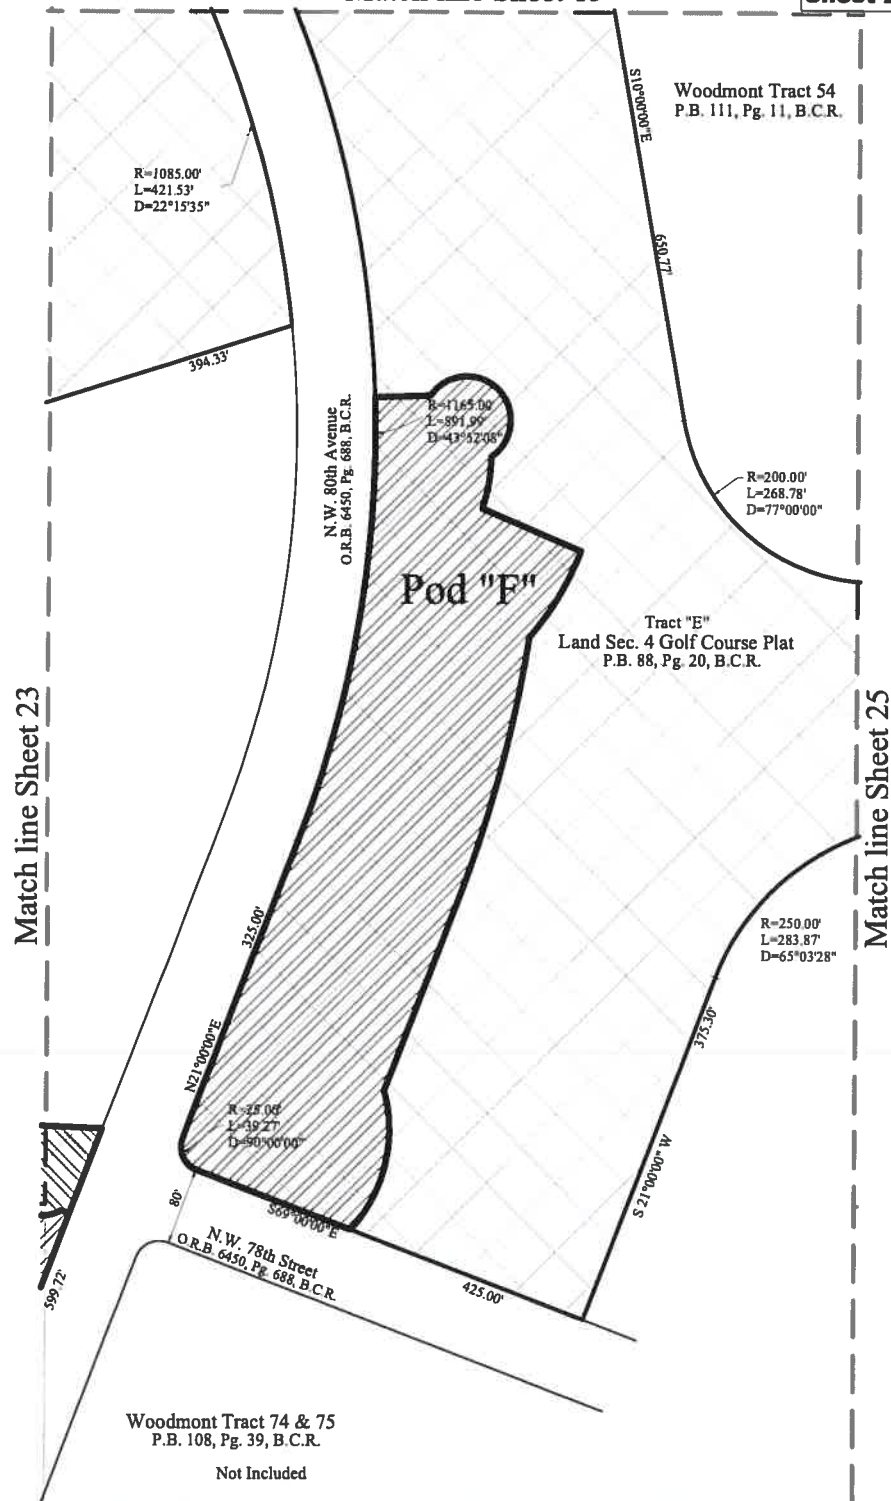 Woodmont Tract 54
P.B. 111, Pg. 11, B.C.R.
S10°00'00"E
650.77'
R=1085.00'
L=421.53'
D=22°15'35"
394.33'
N.W. 80th Avenue
O.R.B. 6450, Pg. 688, B.C.R.
R=1165.00'
L=891.99'
D=43°52'08"
R=200.00'
L=268.78'
D=77°00'00"
Pod "F"
Tract "E"
Land Sec. 4 Golf Course Plat
P.B. 88, Pg. 20, B.C.R.
Match line Sheet 23
Match line Sheet 25
325.00'
N21°00'00"E
R=250.00'
L=283.87'
D=65°03'28"
375.30'
S 21°00'00" W
R=25.00'
L=39.27'
D=90°00'00"
80'
S69°00'00"E
N.W. 78th Street
O.R.B. 6450, Pg. 688, B.C.R.
425.00'
599.72'
Woodmont Tract 74 & 75
P.B. 108, Pg. 39, B.C.R.
Not Included